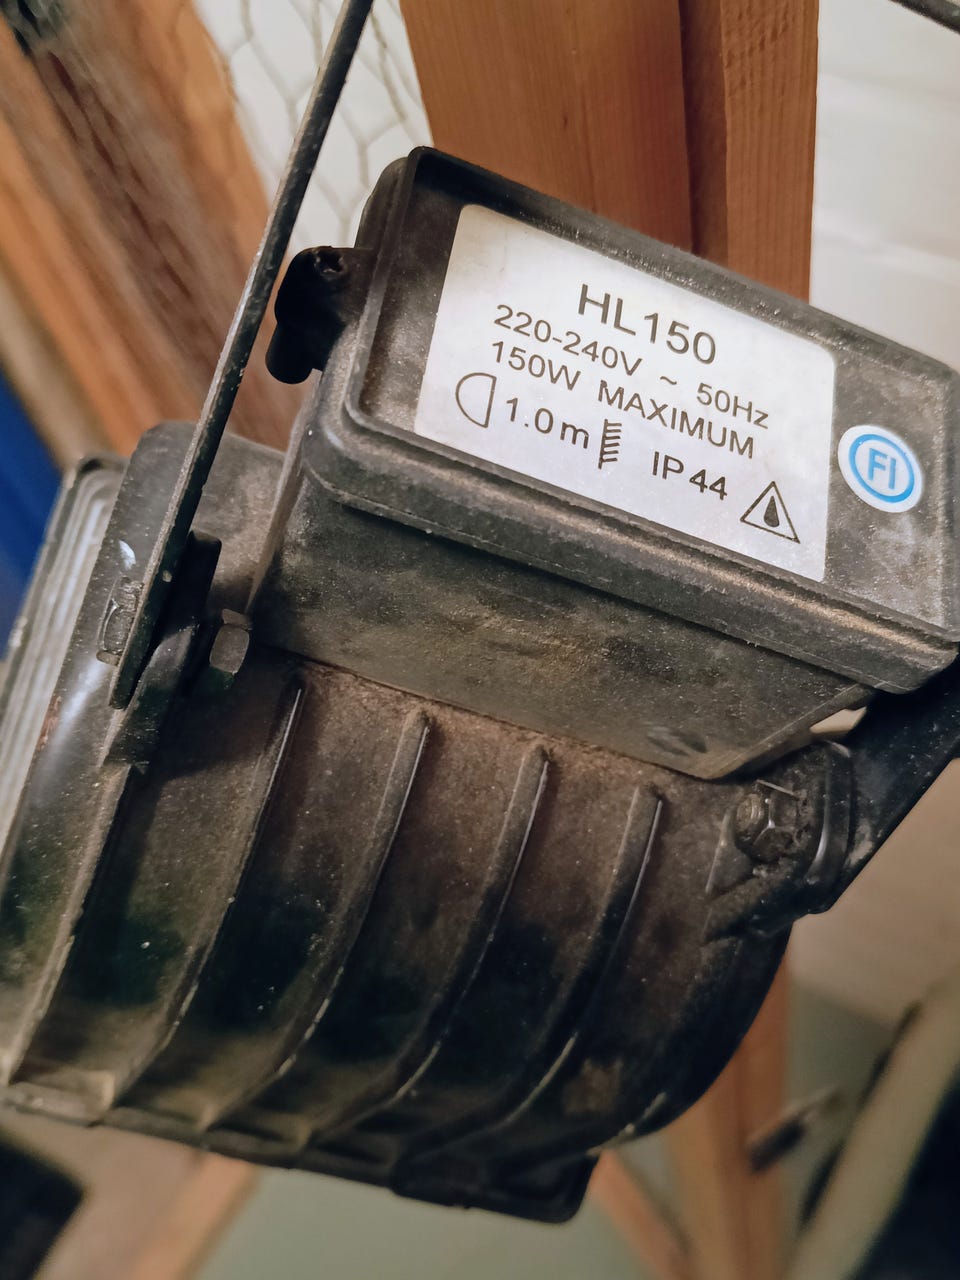 HL150
220-240V ~ 50Hz
150W MAXIMUM
1.0m IP44
FI